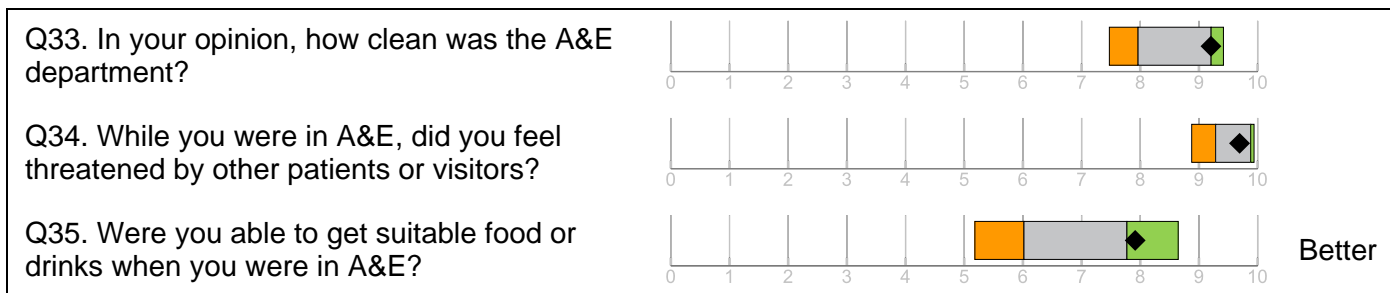 Q33. In your opinion, how clean was the A&E
department?
0 1 2 3 4 5 6 7 8 9 10
Q34. While you were in A&E, did you feel
threatened by other patients or visitors?
0 1 2 3 4 5 6 7 8 9 10
Q35. Were you able to get suitable food or
drinks when you were in A&E?
Better
0 1 2 3 4 5 6 7 8 9 10